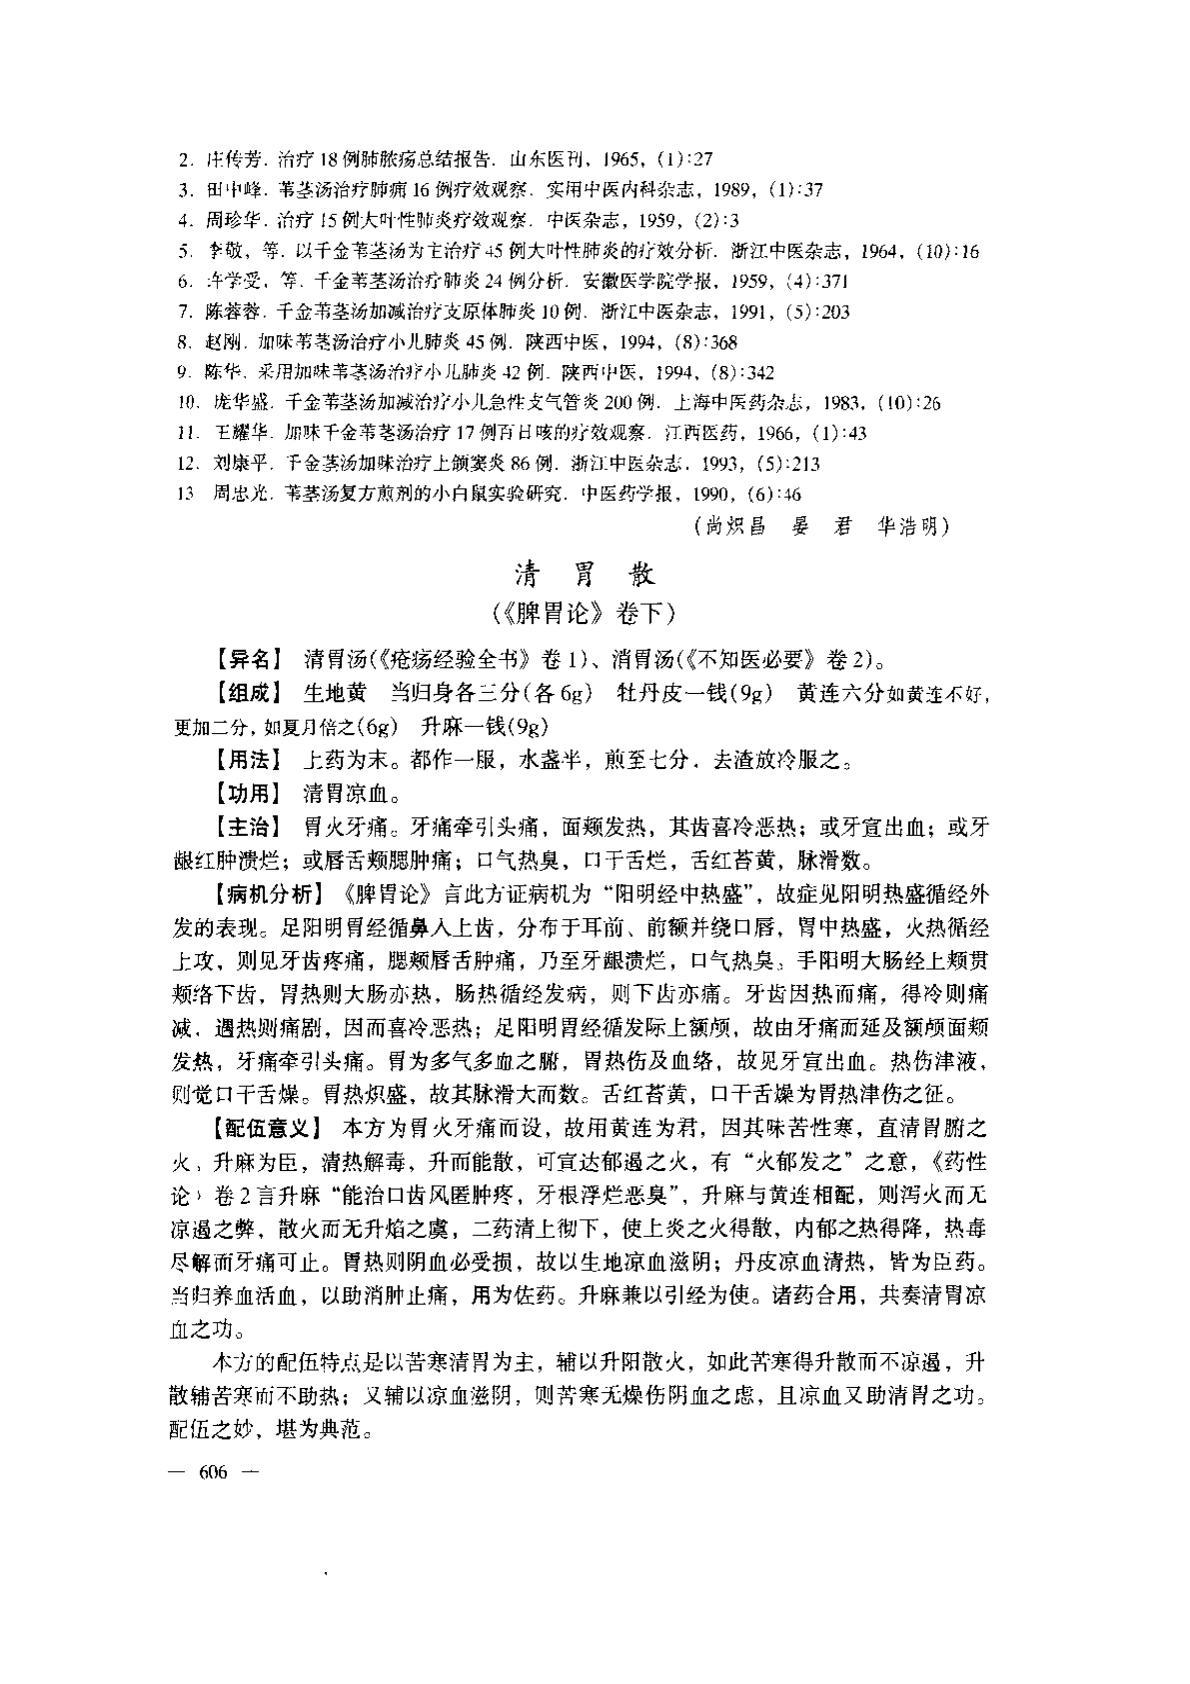 2. 庄传芳. 治疗18例肺脓疡总结报告. 山东医刊, 1965, (1):27
3. 田中峰. 苇茎汤治疗肺痈16例疗效观察. 实用中医内科杂志, 1989, (1):37
4. 周珍华. 治疗15例大叶性肺炎疗效观察. 中医杂志, 1959, (2):3
5. 李敬, 等. 以千金苇茎汤为主治疗45例大叶性肺炎的疗效分析. 浙江中医杂志, 1964, (10):16
6. 许学受, 等. 千金苇茎汤治疗肺炎24例分析. 安徽医学院学报, 1959, (4):371
7. 陈蓉蓉. 千金苇茎汤加减治疗支原体肺炎10例. 浙江中医杂志, 1991, (5):203
8. 赵刚. 加味苇茎汤治疗小儿肺炎45例. 陕西中医, 1994, (8):368
9. 陈华. 采用加味苇茎汤治疗小儿肺炎42例. 陕西中医, 1994, (8):342
10. 庞华盛. 千金苇茎汤加减治疗小儿急性支气管炎200例. 上海中医药杂志, 1983, (10):26
11. 王耀华. 加味千金苇茎汤治疗17例百日咳的疗效观察. 江西医药, 1966, (1):43
12. 刘康平. 千金茎汤加味治疗上颌窦炎86例. 浙江中医杂志. 1993, (5):213
13 周忠光. 苇茎汤复方煎剂的小白鼠实验研究. 中医药学报, 1990, (6):46
(尚炽昌 晏 君 华浩明)
清 胃 散
(《脾胃论》卷下)
【异名】 清胃汤(《疮疡经验全书》卷1)、消胃汤(《不知医必要》卷2)。
【组成】 生地黄 当归身各三分(各6g) 牡丹皮一钱(9g) 黄连六分如黄连不好,
更加二分, 如夏月倍之(6g) 升麻一钱(9g)
【用法】 上药为末。都作一服, 水盏半, 煎至七分. 去渣放冷服之。
【功用】 清胃凉血。
【主治】 胃火牙痛。牙痛牵引头痛, 面颊发热, 其齿喜冷恶热; 或牙宣出血; 或牙
龈红肿溃烂; 或唇舌颊腮肿痛; 口气热臭, 口干舌烂, 舌红苔黄, 脉滑数。
【病机分析】 《脾胃论》言此方证病机为“阳明经中热盛”, 故症见阳明热盛循经外
发的表现。足阳明胃经循鼻入上齿, 分布于耳前、前额并绕口唇, 胃中热盛, 火热循经
上攻, 则见牙齿疼痛, 腮颊唇舌肿痛, 乃至牙龈溃烂, 口气热臭。手阳明大肠经上颊贯
颊络下齿, 胃热则大肠亦热, 肠热循经发病, 则下齿亦痛。牙齿因热而痛, 得冷则痛
减, 遇热则痛剧, 因而喜冷恶热; 足阳明胃经循发际上额颅, 故由牙痛而延及额颅面颊
发热, 牙痛牵引头痛。胃为多气多血之腑, 胃热伤及血络, 故见牙宣出血。热伤津液,
则觉口干舌燥。胃热炽盛, 故其脉滑大而数。舌红苔黄, 口干舌燥为胃热津伤之征。
【配伍意义】 本方为胃火牙痛而设, 故用黄连为君, 因其味苦性寒, 直清胃腑之
火。升麻为臣, 清热解毒, 升而能散, 可宣达郁遏之火, 有“火郁发之”之意, 《药性
论》卷2言升麻“能治口齿风䘌肿疼, 牙根浮烂恶臭”, 升麻与黄连相配, 则泻火而无
凉遏之弊, 散火而无升焰之虞, 二药清上彻下, 使上炎之火得散, 内郁之热得降, 热毒
尽解而牙痛可止。胃热则阴血必受损, 故以生地凉血滋阴; 丹皮凉血清热, 皆为臣药。
当归养血活血, 以助消肿止痛, 用为佐药。升麻兼以引经为使。诸药合用, 共奏清胃凉
血之功。
本方的配伍特点是以苦寒清胃为主, 辅以升阳散火, 如此苦寒得升散而不凉遏, 升
散辅苦寒而不助热; 又辅以凉血滋阴, 则苦寒无燥伤阴血之虑, 且凉血又助清胃之功。
配伍之妙, 堪为典范。
— 606 —